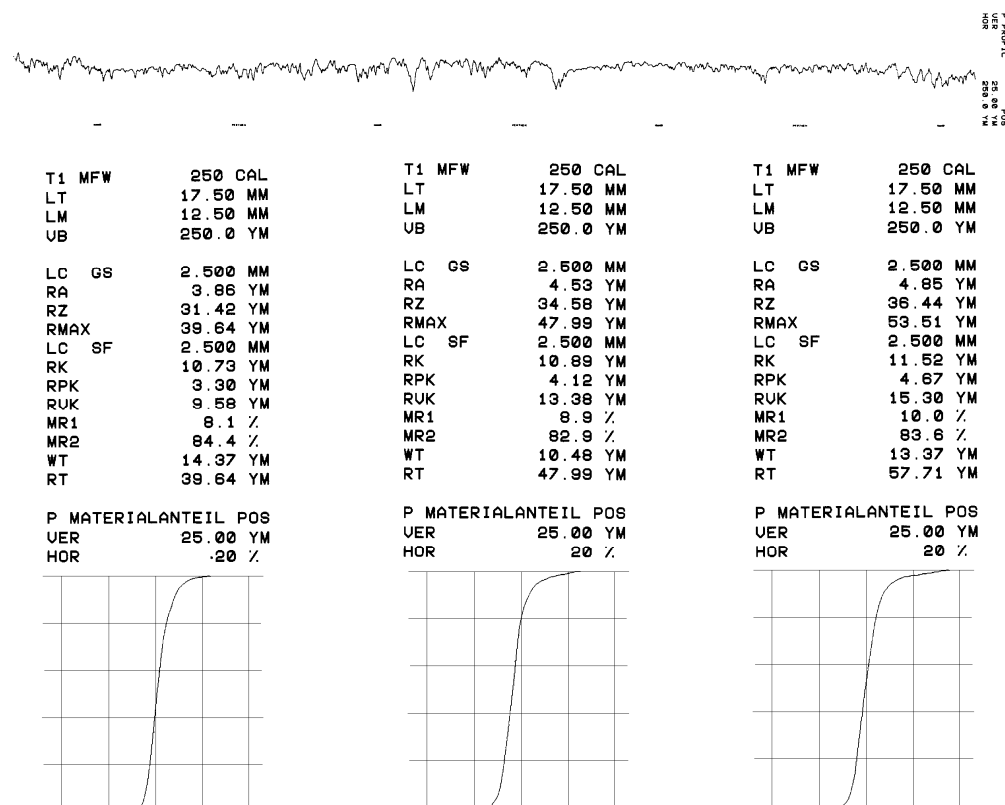 P PROFIL POS
VER 25.00 YM
HOR 250.0 YM
T1 MFW 250 CAL
LT 17.50 MM
LM 12.50 MM
VB 250.0 YM
LC GS 2.500 MM
RA 3.86 YM
RZ 31.42 YM
RMAX 39.64 YM
LC SF 2.500 MM
RK 10.73 YM
RPK 3.30 YM
RVK 9.58 YM
MR1 8.1 %
MR2 84.4 %
WT 14.37 YM
RT 39.64 YM
P MATERIALANTEIL POS
VER 25.00 YM
HOR 20 %
T1 MFW 250 CAL
LT 17.50 MM
LM 12.50 MM
VB 250.0 YM
LC GS 2.500 MM
RA 4.53 YM
RZ 34.58 YM
RMAX 47.99 YM
LC SF 2.500 MM
RK 10.89 YM
RPK 4.12 YM
RVK 13.38 YM
MR1 8.9 %
MR2 82.9 %
WT 10.48 YM
RT 47.99 YM
P MATERIALANTEIL POS
VER 25.00 YM
HOR 20 %
T1 MFW 250 CAL
LT 17.50 MM
LM 12.50 MM
VB 250.0 YM
LC GS 2.500 MM
RA 4.85 YM
RZ 36.44 YM
RMAX 53.51 YM
LC SF 2.500 MM
RK 11.52 YM
RPK 4.67 YM
RVK 15.30 YM
MR1 10.0 %
MR2 83.6 %
WT 13.37 YM
RT 57.71 YM
P MATERIALANTEIL POS
VER 25.00 YM
HOR 20 %